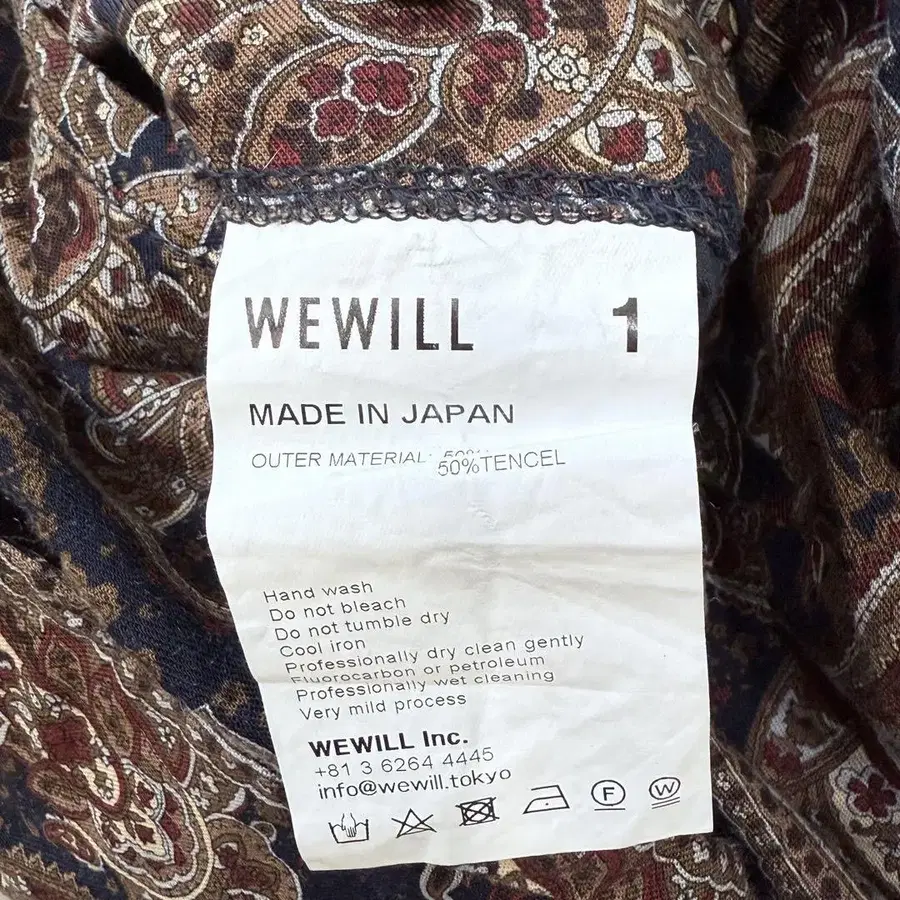 WEWILL 1
MADE IN JAPAN
OUTER MATERIAL:
50%TENCEL
Hand wash
Do not bleach
Do not tumble dry
Cool iron
Professionally dry clean gently
Fluorocarbon or petroleum
Professionally wet cleaning
Very mild process
WEWILL Inc.
+81 3 6264 4445
info@wewill.tokyo
F W